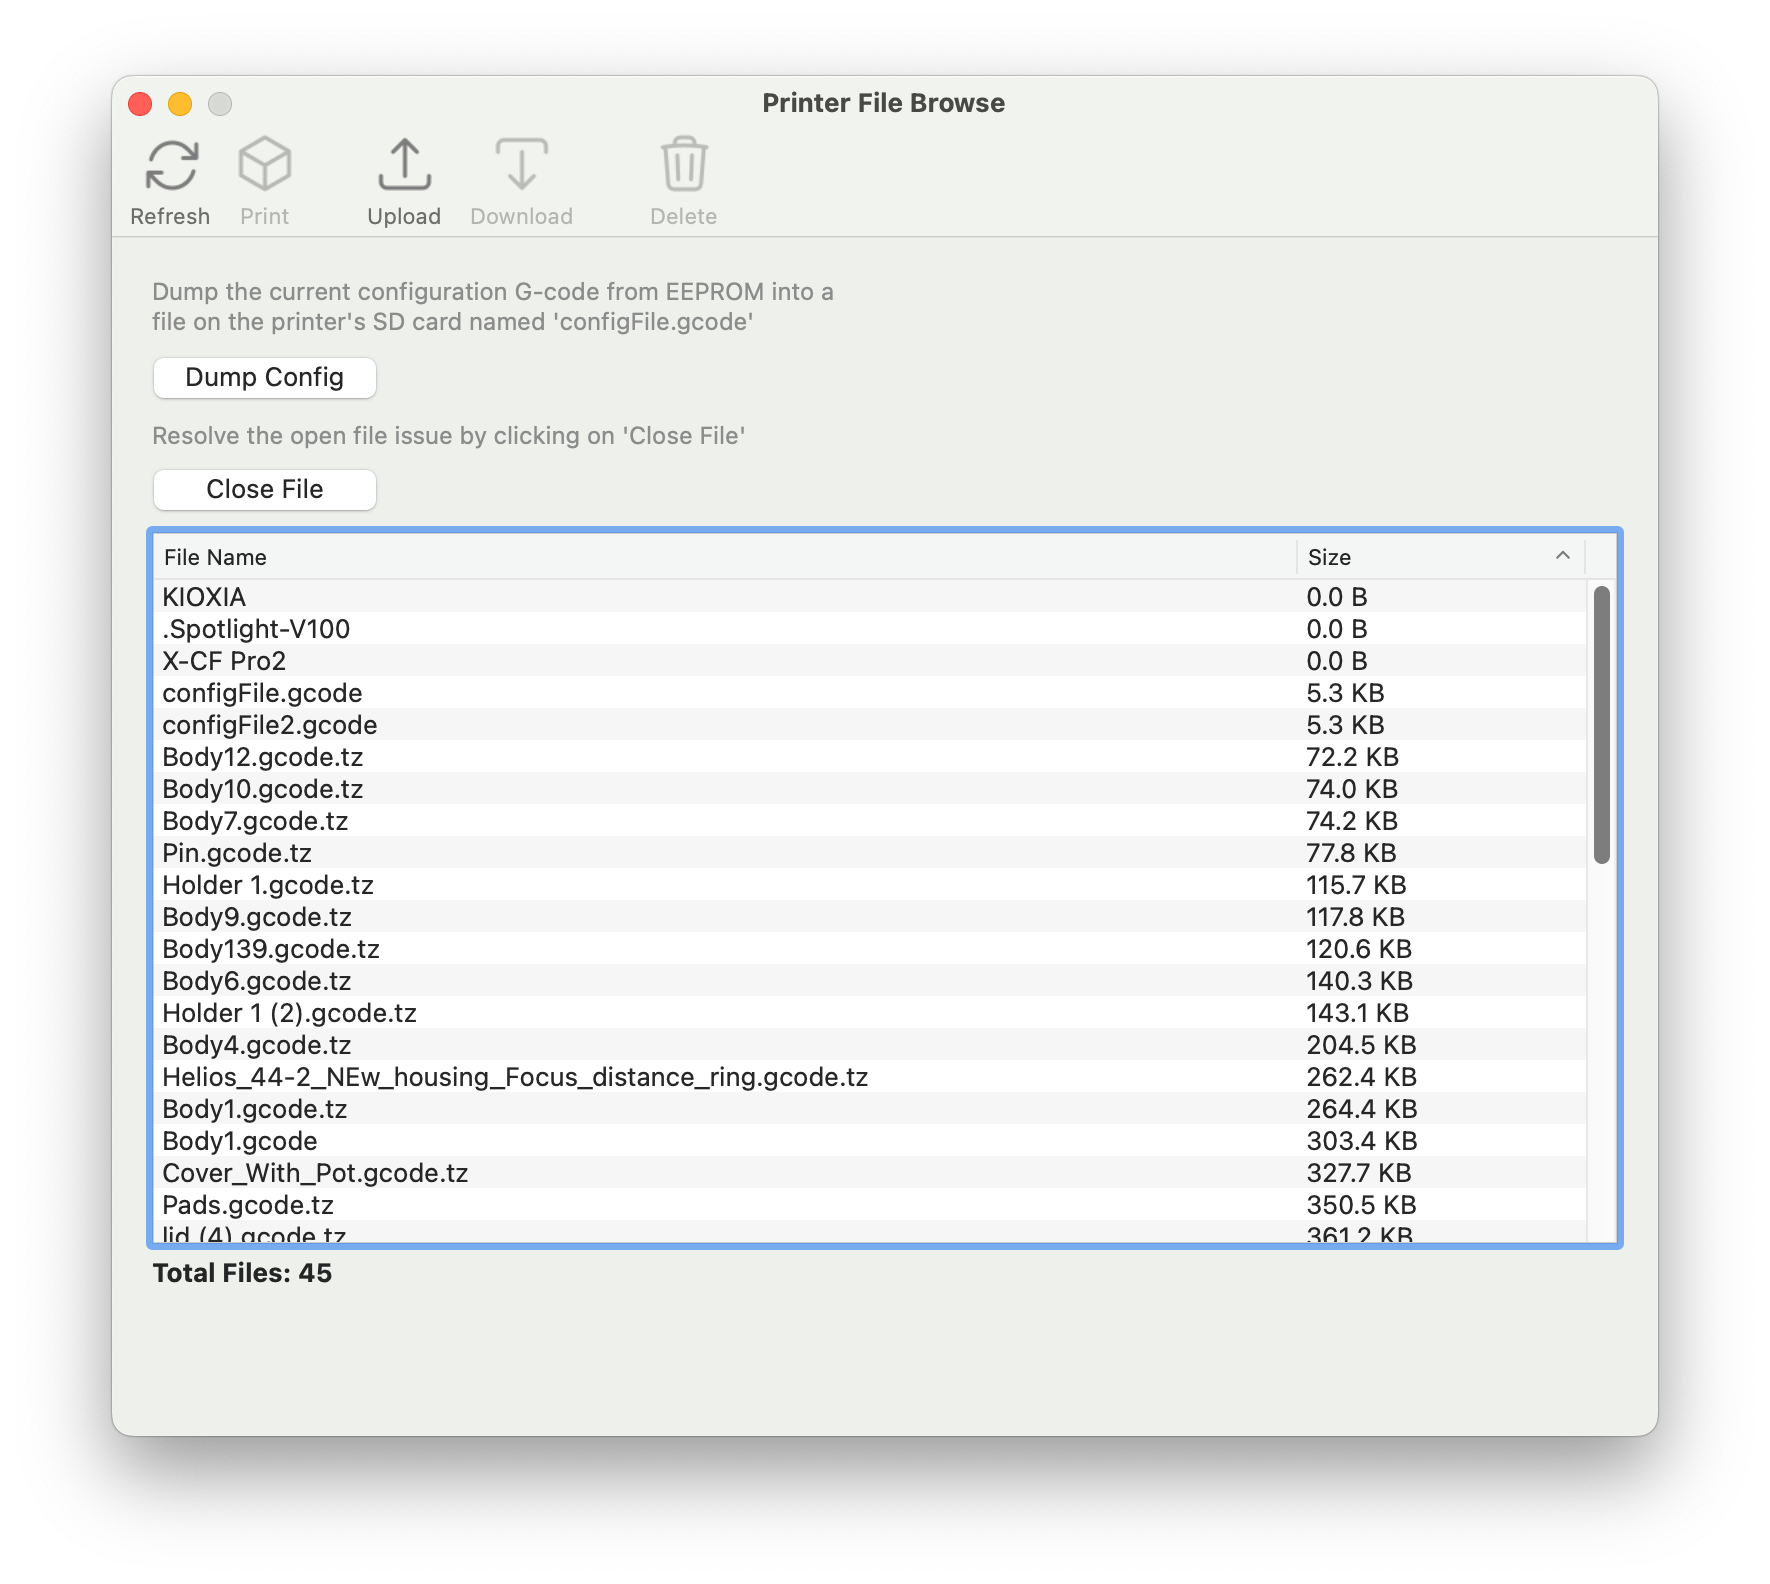 Printer File Browse
Refresh Print Upload Download Delete
Dump the current configuration G-code from EEPROM into a
file on the printer's SD card named 'configFile.gcode'
Dump Config
Resolve the open file issue by clicking on 'Close File'
Close File
File Name Size
KIOXIA 0.0 B
.Spotlight-V100 0.0 B
X-CF Pro2 0.0 B
configFile.gcode 5.3 KB
configFile2.gcode 5.3 KB
Body12.gcode.tz 72.2 KB
Body10.gcode.tz 74.0 KB
Body7.gcode.tz 74.2 KB
Pin.gcode.tz 77.8 KB
Holder 1.gcode.tz 115.7 KB
Body9.gcode.tz 117.8 KB
Body139.gcode.tz 120.6 KB
Body6.gcode.tz 140.3 KB
Holder 1 (2).gcode.tz 143.1 KB
Body4.gcode.tz 204.5 KB
Helios_44-2_NEw_housing_Focus_distance_ring.gcode.tz 262.4 KB
Body1.gcode.tz 264.4 KB
Body1.gcode 303.4 KB
Cover_With_Pot.gcode.tz 327.7 KB
Pads.gcode.tz 350.5 KB
lid (4).gcode.tz 361.2 KB
Total Files: 45